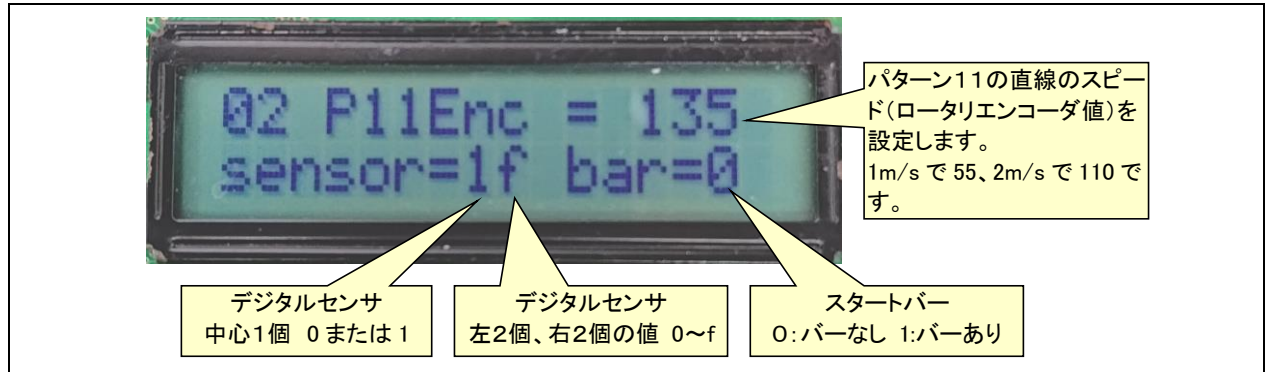 02 P11Enc = 135
sensor=1f bar=0
パターン11の直線のスピー
ド(ロータリエンコーダ値)を
設定します。
1m/s で 55、2m/s で 110 で
す。
デジタルセンサ
中心1個 0 または 1
デジタルセンサ
左2個、右2個の値 0~f
スタートバー
0:バーなし 1:バーあり